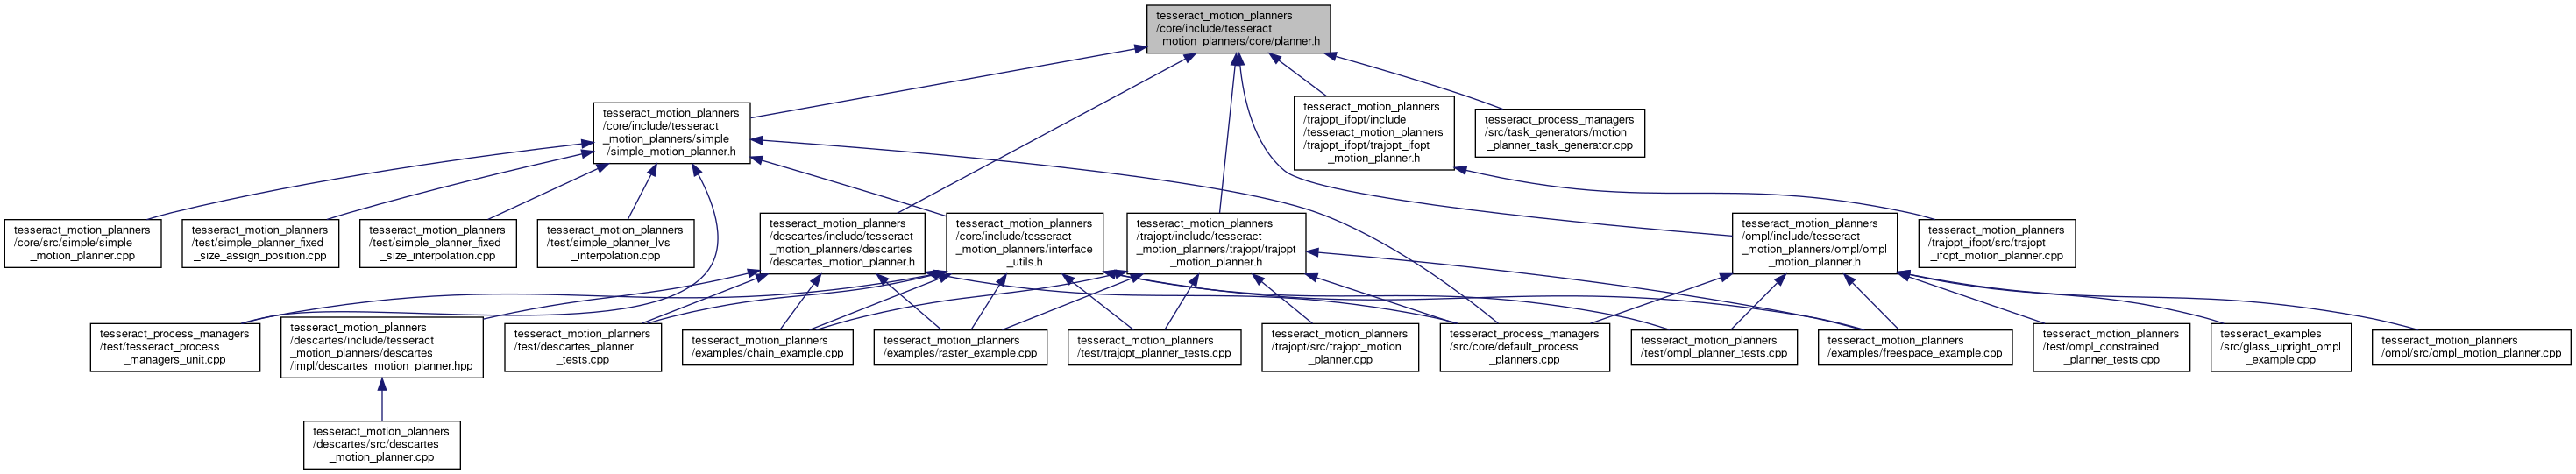 tesseract_motion_planners
/core/include/tesseract
_motion_planners/core/planner.h
tesseract_motion_planners
/core/include/tesseract
_motion_planners/simple
/simple_motion_planner.h
tesseract_motion_planners
/trajopt_ifopt/include
/tesseract_motion_planners
/trajopt_ifopt/trajopt_ifopt
_motion_planner.h
tesseract_process_managers
/src/task_generators/motion
_planner_task_generator.cpp
tesseract_motion_planners
/core/src/simple/simple
_motion_planner.cpp
tesseract_motion_planners
/test/simple_planner_fixed
_size_assign_position.cpp
tesseract_motion_planners
/test/simple_planner_fixed
_size_interpolation.cpp
tesseract_motion_planners
/test/simple_planner_lvs
_interpolation.cpp
tesseract_motion_planners
/descartes/include/tesseract
_motion_planners/descartes
/descartes_motion_planner.h
tesseract_motion_planners
/core/include/tesseract
_motion_planners/interface
_utils.h
tesseract_motion_planners
/trajopt/include/tesseract
_motion_planners/trajopt/trajopt
_motion_planner.h
tesseract_motion_planners
/ompl/include/tesseract
_motion_planners/ompl/ompl
_motion_planner.h
tesseract_motion_planners
/trajopt_ifopt/src/trajopt
_ifopt_motion_planner.cpp
tesseract_process_managers
/test/tesseract_process
_managers_unit.cpp
tesseract_motion_planners
/descartes/include/tesseract
_motion_planners/descartes
/impl/descartes_motion_planner.hpp
tesseract_motion_planners
/test/descartes_planner
_tests.cpp
tesseract_motion_planners
/examples/chain_example.cpp
tesseract_motion_planners
/examples/raster_example.cpp
tesseract_motion_planners
/test/trajopt_planner_tests.cpp
tesseract_motion_planners
/trajopt/src/trajopt_motion
_planner.cpp
tesseract_process_managers
/src/core/default_process
_planners.cpp
tesseract_motion_planners
/test/ompl_planner_tests.cpp
tesseract_motion_planners
/examples/freespace_example.cpp
tesseract_motion_planners
/test/ompl_constrained
_planner_tests.cpp
tesseract_examples
/src/glass_upright_ompl
_example.cpp
tesseract_motion_planners
/ompl/src/ompl_motion_planner.cpp
tesseract_motion_planners
/descartes/src/descartes
_motion_planner.cpp